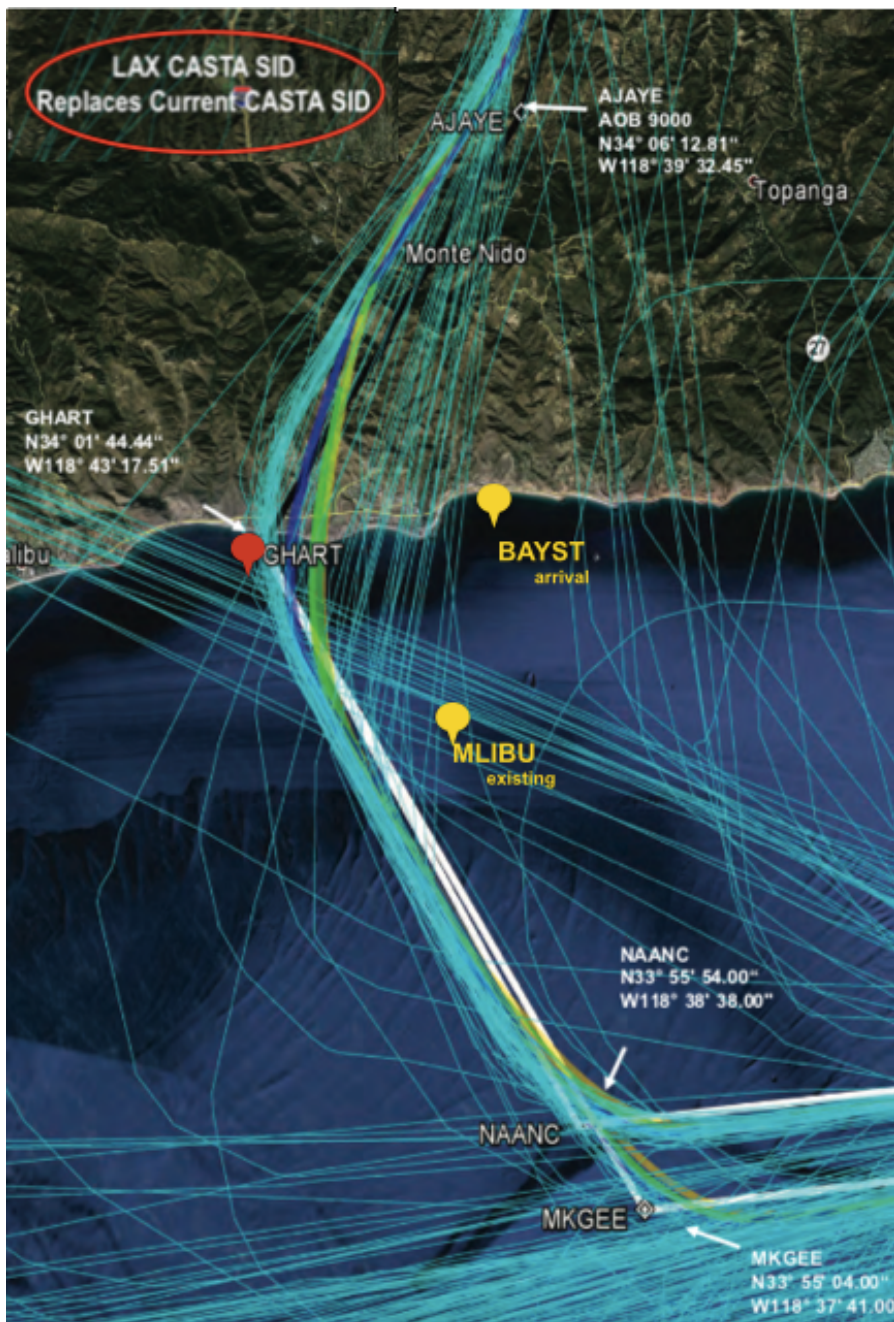 LAX CASTA SID
Replaces Current CASTA SID
AJAYE
AJAYE
AOB 9000
N34° 06' 12.81"
W118° 39' 32.45"
Topanga
Monte Nido
27
GHART
N34° 01' 44.44"
W118° 43' 17.51"
GHART
alibu
BAYST
arrival
MLIBU
existing
NAANC
N33° 55' 54.00"
W118° 38' 38.00"
NAANC
MKGEE
MKGEE
N33° 55' 04.00"
W118° 37' 41.00